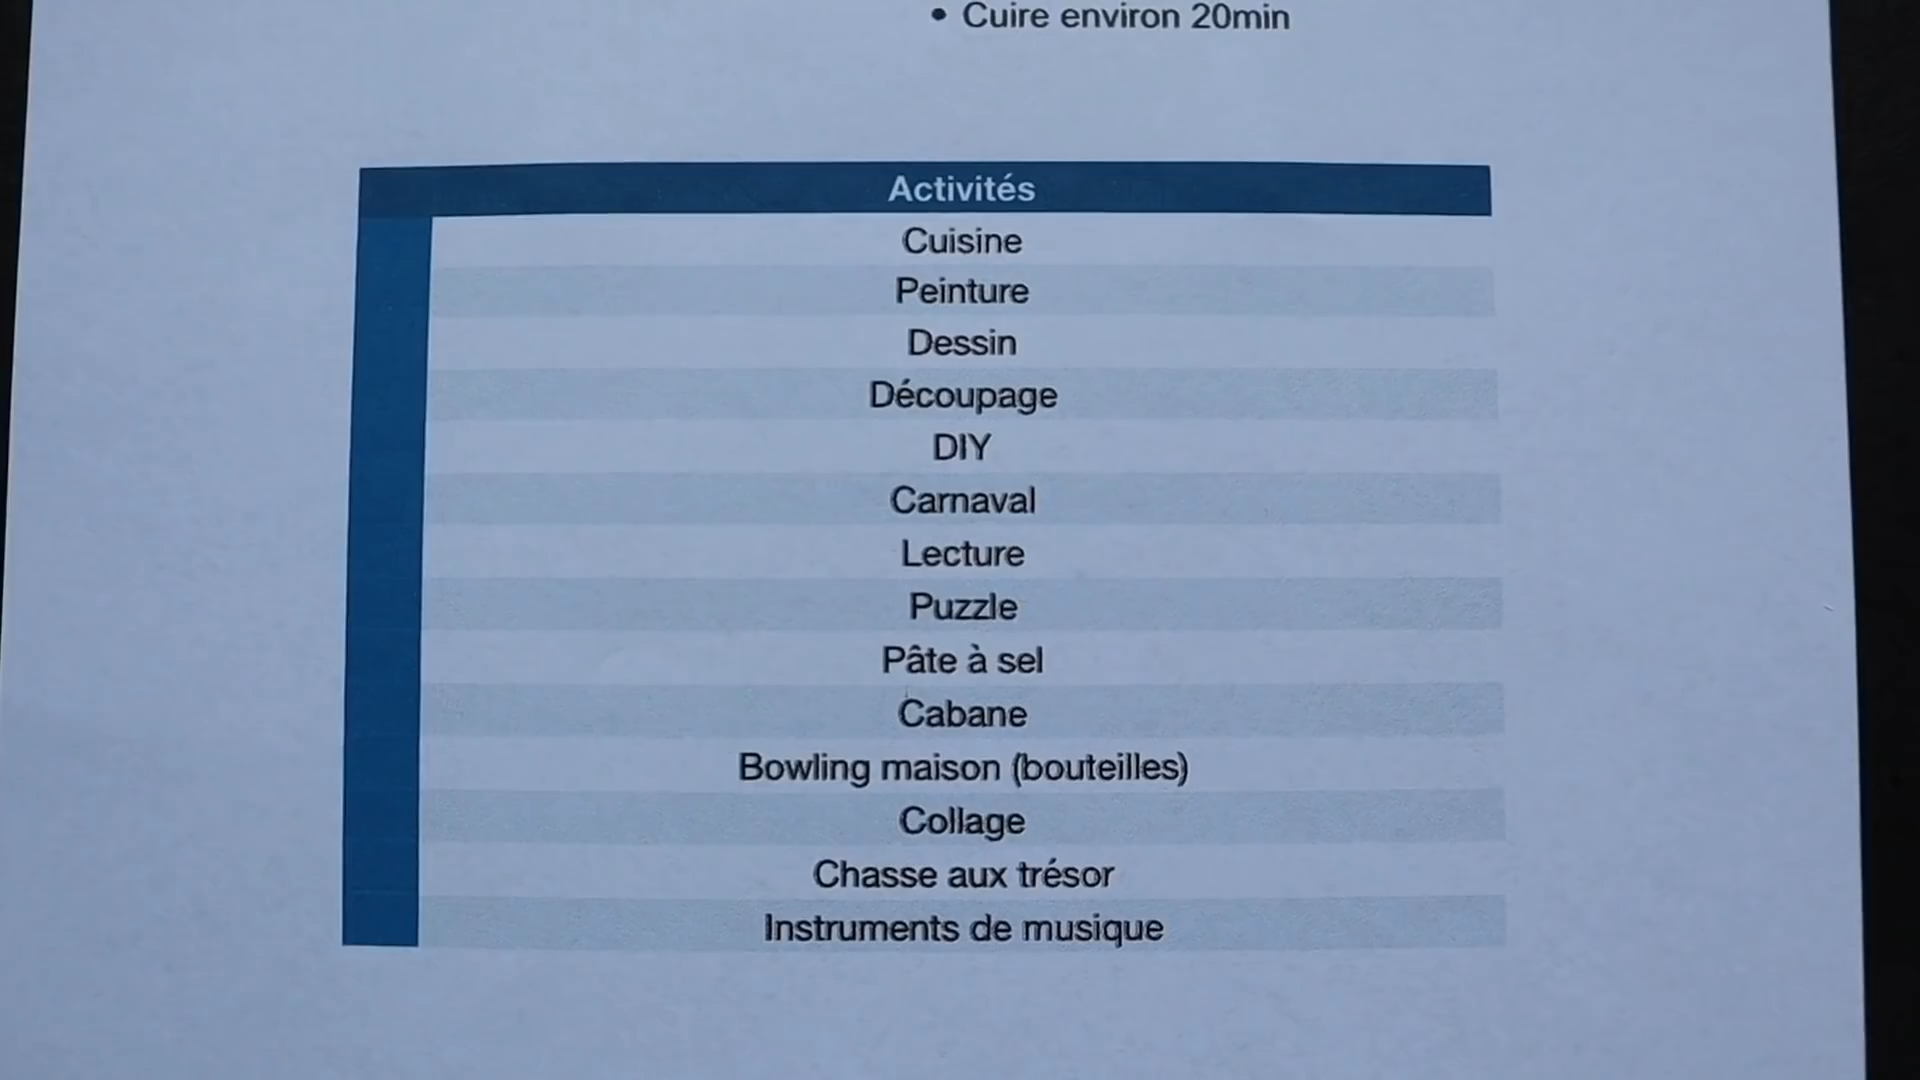 • Cuire environ 20min
Activités
Cuisine
Peinture
Dessin
Découpage
DIY
Carnaval
Lecture
Puzzle
Pâte à sel
Cabane
Bowling maison (bouteilles)
Collage
Chasse aux trésor
Instruments de musique